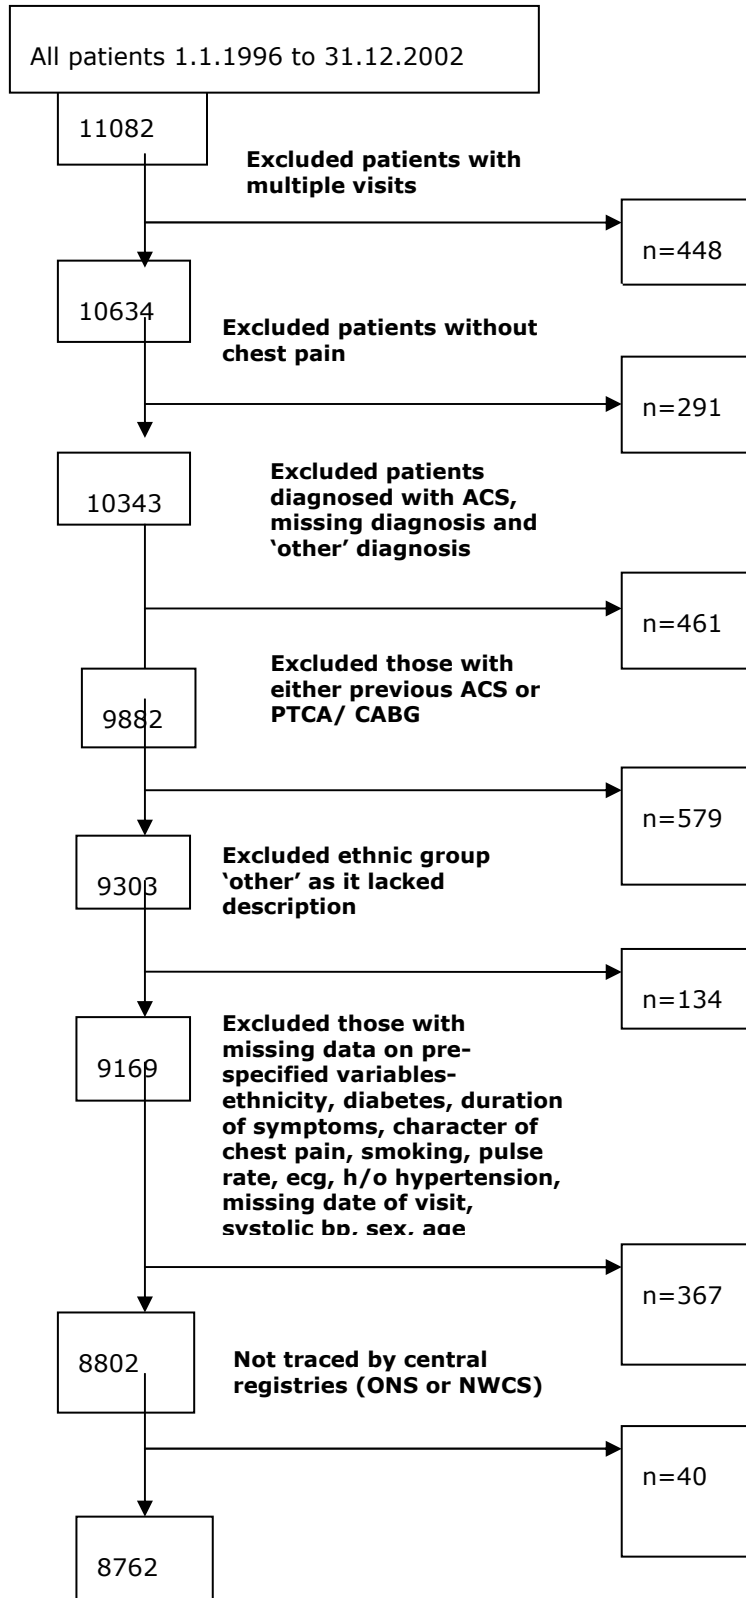 All patients 1.1.1996 to 31.12.2002
11082
Excluded patients with
multiple visits
n=448
10634
Excluded patients without
chest pain
n=291
10343
Excluded patients
diagnosed with ACS,
missing diagnosis and
‘other’ diagnosis
n=461
Excluded those with
either previous ACS or
PTCA/ CABG
9882
n=579
9303
Excluded ethnic group
‘other’ as it lacked
description
n=134
9169
Excluded those with
missing data on pre-
specified variables-
ethnicity, diabetes, duration
of symptoms, character of
chest pain, smoking, pulse
rate, ecg, h/o hypertension,
missing date of visit,
systolic bp, sex, age
n=367
8802
Not traced by central
registries (ONS or NWCS)
n=40
8762